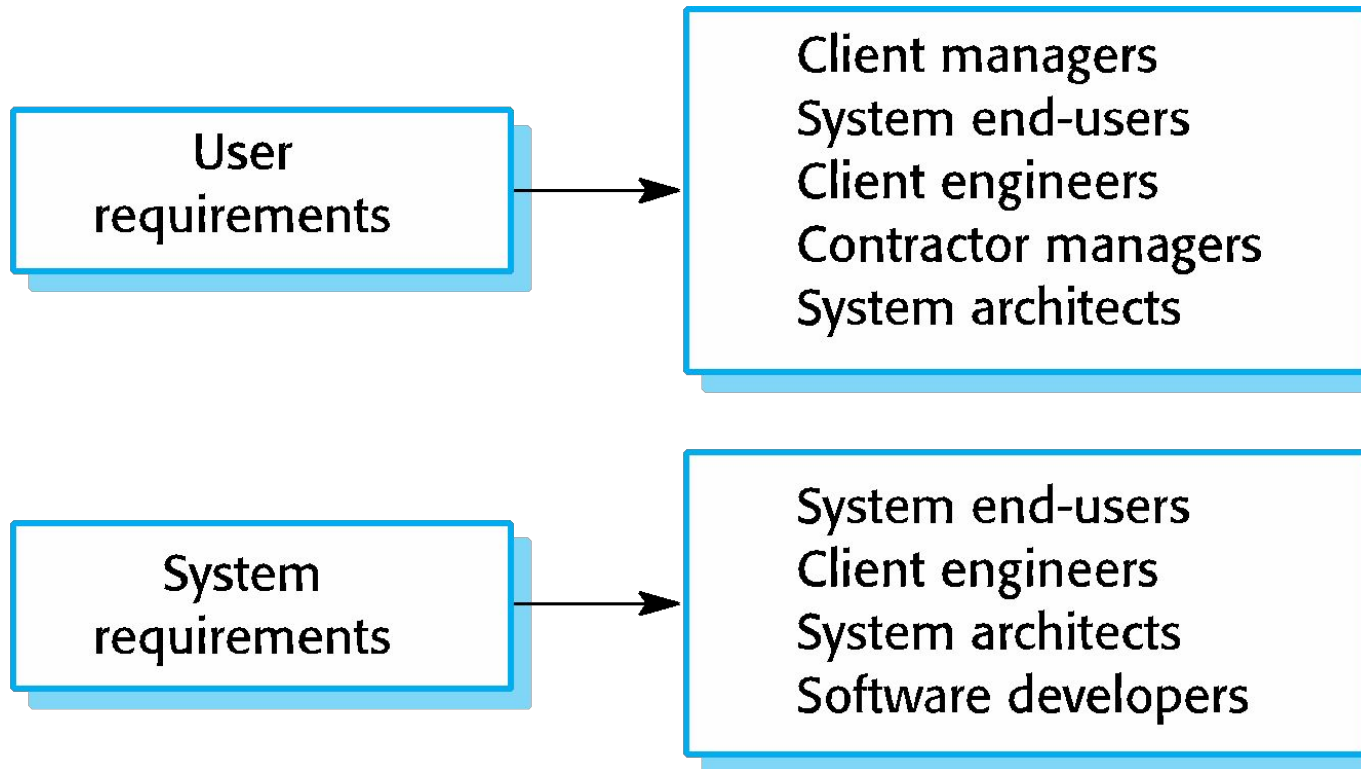 User
requirements
Client managers
System end-users
Client engineers
Contractor managers
System architects
System
requirements
System end-users
Client engineers
System architects
Software developers